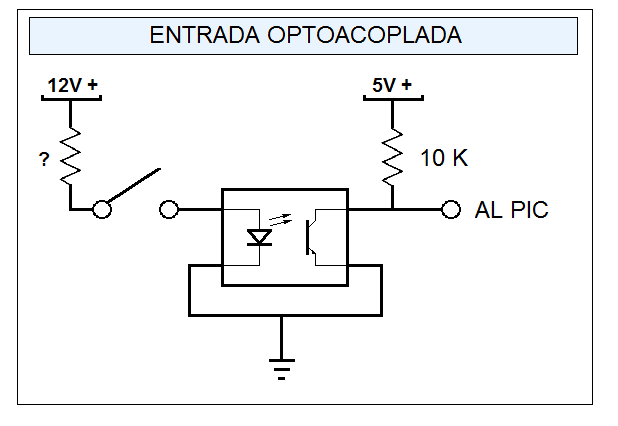 ENTRADA OPTOACOPLADA
12V +
5V +
?
10 K
AL PIC